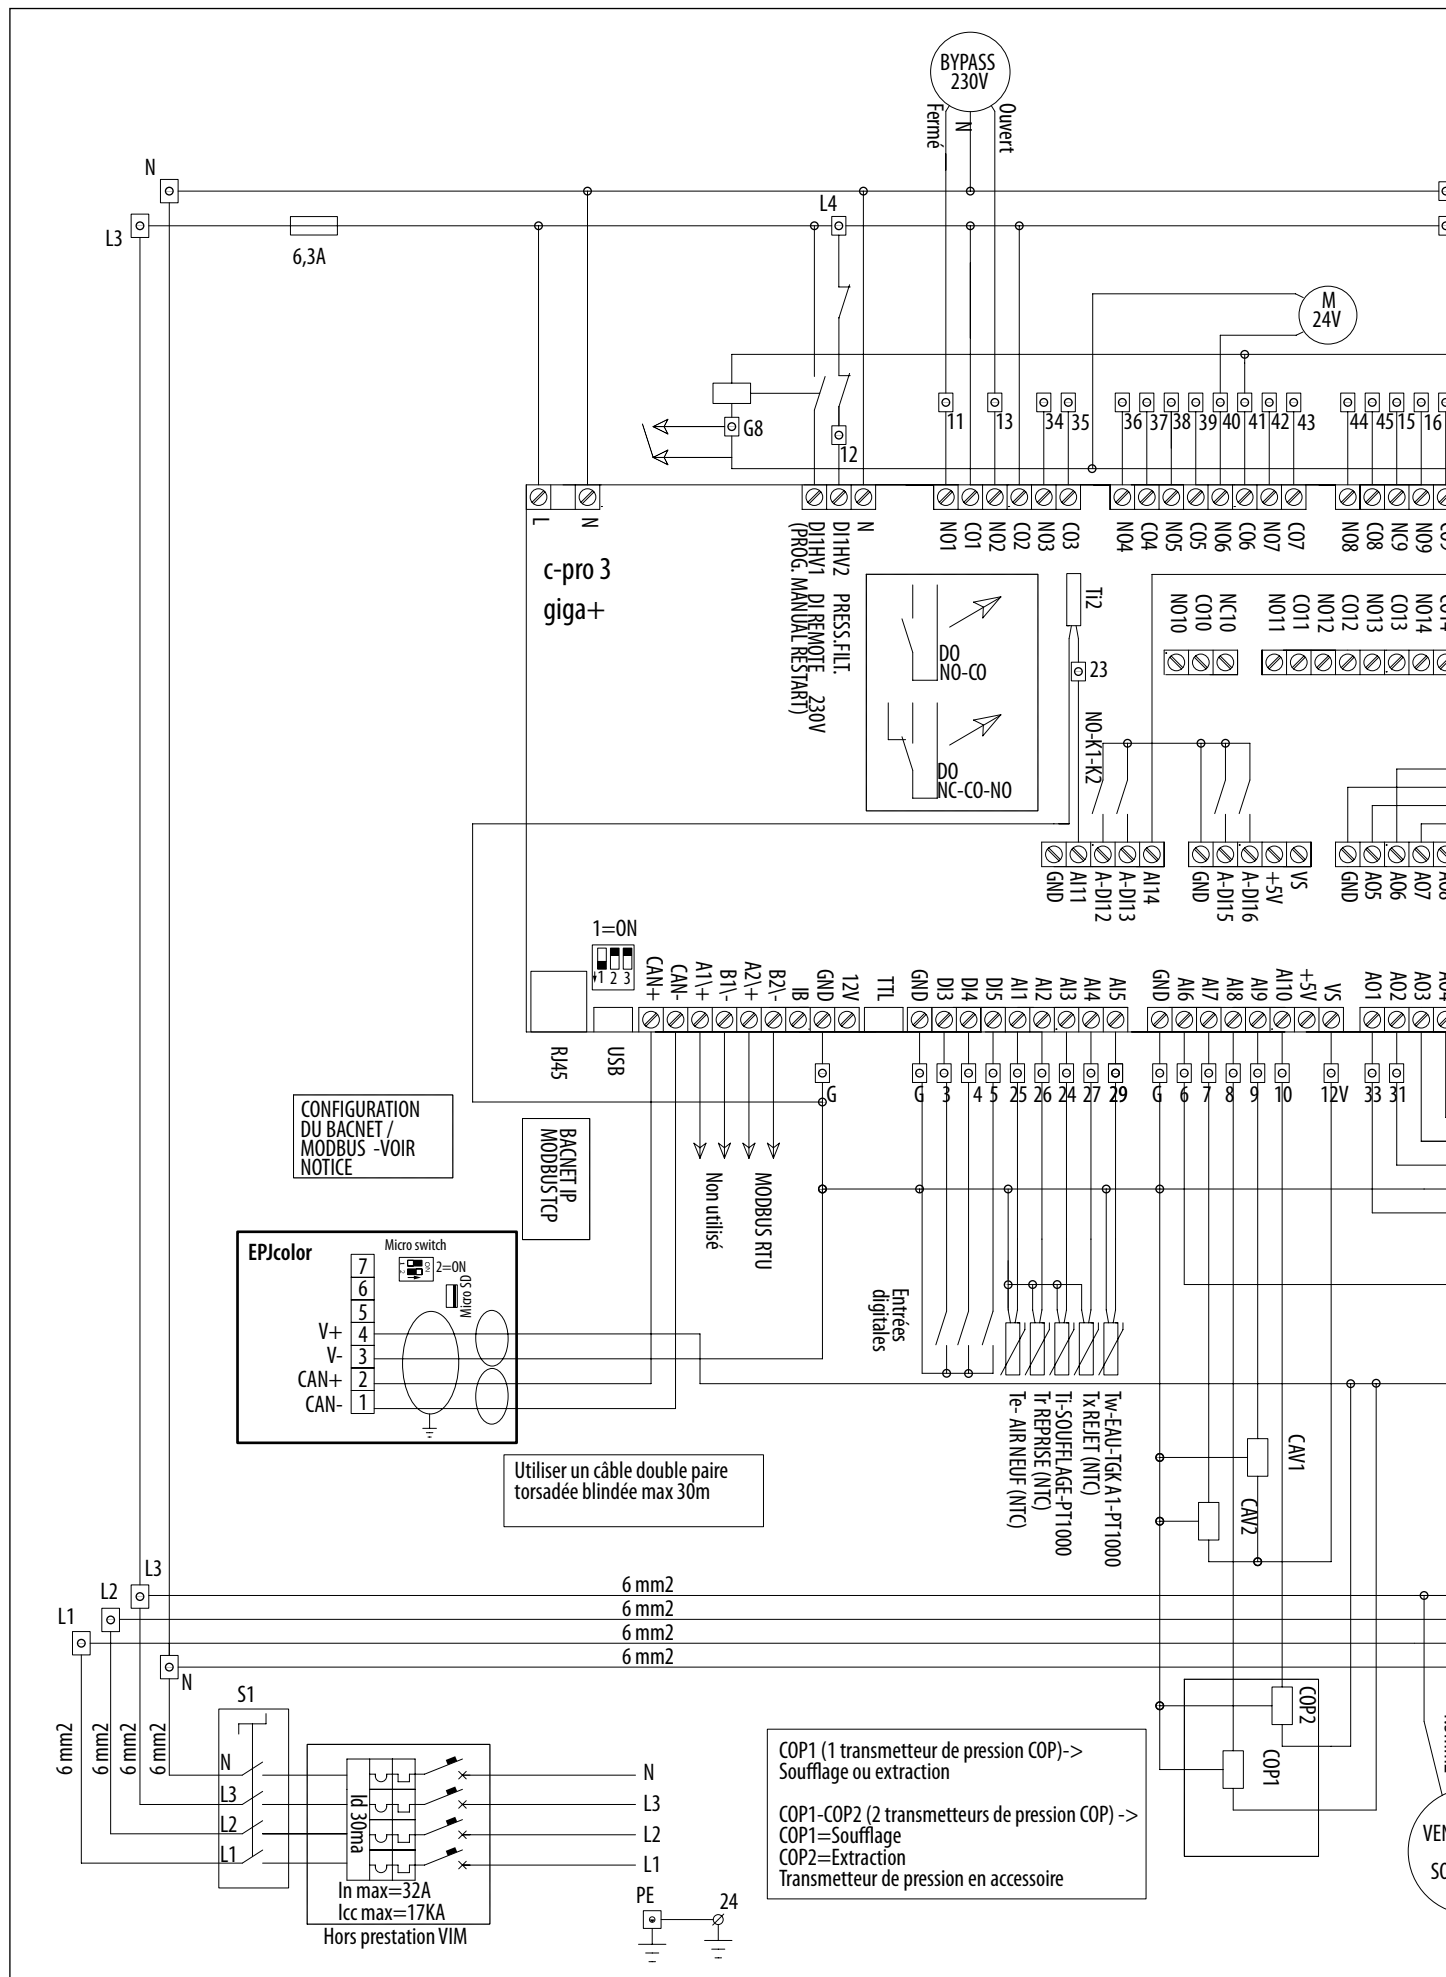 BYPASS
230V
Fermé
N
Ouvert
N
L3
6,3A
L4
M
24V
G8
12
11
13
34
35
36
37
38
39
40
41
42
43
44
45
15
16
L
N
DI1HV1 DI REMOTE 230V
(PROG. MANUAL RESTART)
DI1HV2 PRESS.FILT.
N
NO1
CO1
NO2
CO2
NO3
CO3
NO4
CO4
NO5
CO5
NO6
CO6
NO7
CO7
NO8
CO8
NC9
NO9
c-pro 3
giga+
DO
NO-CO
DO
NC-CO-NO
Ti2
23
NO-K1-K2
NO10
CO10
NC10
NO11
CO11
NO12
CO12
NO13
CO13
NO14
GND
AI11
A-DI12
A-DI13
AI14
GND
A-DI15
A-DI16
+5V
VS
GND
AO5
AO6
AO7
1=ON
1 2 3
CAN+
CAN-
A1\+
B1\-
A2\+
B2\-
IB
GND
12V
TTL
GND
DI3
DI4
DI5
AI1
AI2
AI3
AI4
AI5
GND
AI6
AI7
AI8
AI9
AI10
+5V
VS
AO1
AO2
AO3
RJ45
USB
G
G
3
4
5
25
26
24
27
29
G
6
7
8
9
10
12V
33
31
CONFIGURATION
DU BACNET /
MODBUS -VOIR
NOTICE
BACNET IP
MODBUS TCP
Non utilisé
MODBUS RTU
EPJcolor
Micro switch
ON
1 2
2=ON
Micro SD
7
6
5
V+ 4
V- 3
CAN+ 2
CAN- 1
Entrées
digitales
Te- AIR NEUF (NTC)
Tr REPRISE (NTC)
Ti-SOUFFLAGE-PT1000
Tx REJET (NTC)
Tw-EAU-TGK A1-PT1000
CAV1
CAV2
Utiliser un câble double paire
torsadée blindée max 30m
L3
L2
L1
N
6 mm2
6 mm2
6 mm2
6 mm2
6 mm2
6 mm2
6 mm2
6 mm2
S1
N
L3
L2
L1
Id 30ma
In max=32A
Icc max=17KA
Hors prestation VIM
N
L3
L2
L1
PE
24
COP1 (1 transmetteur de pression COP)->
Soufflage ou extraction
COP1-COP2 (2 transmetteurs de pression COP) ->
COP1=Soufflage
COP2=Extraction
Transmetteur de pression en accessoire
COP2
COP1